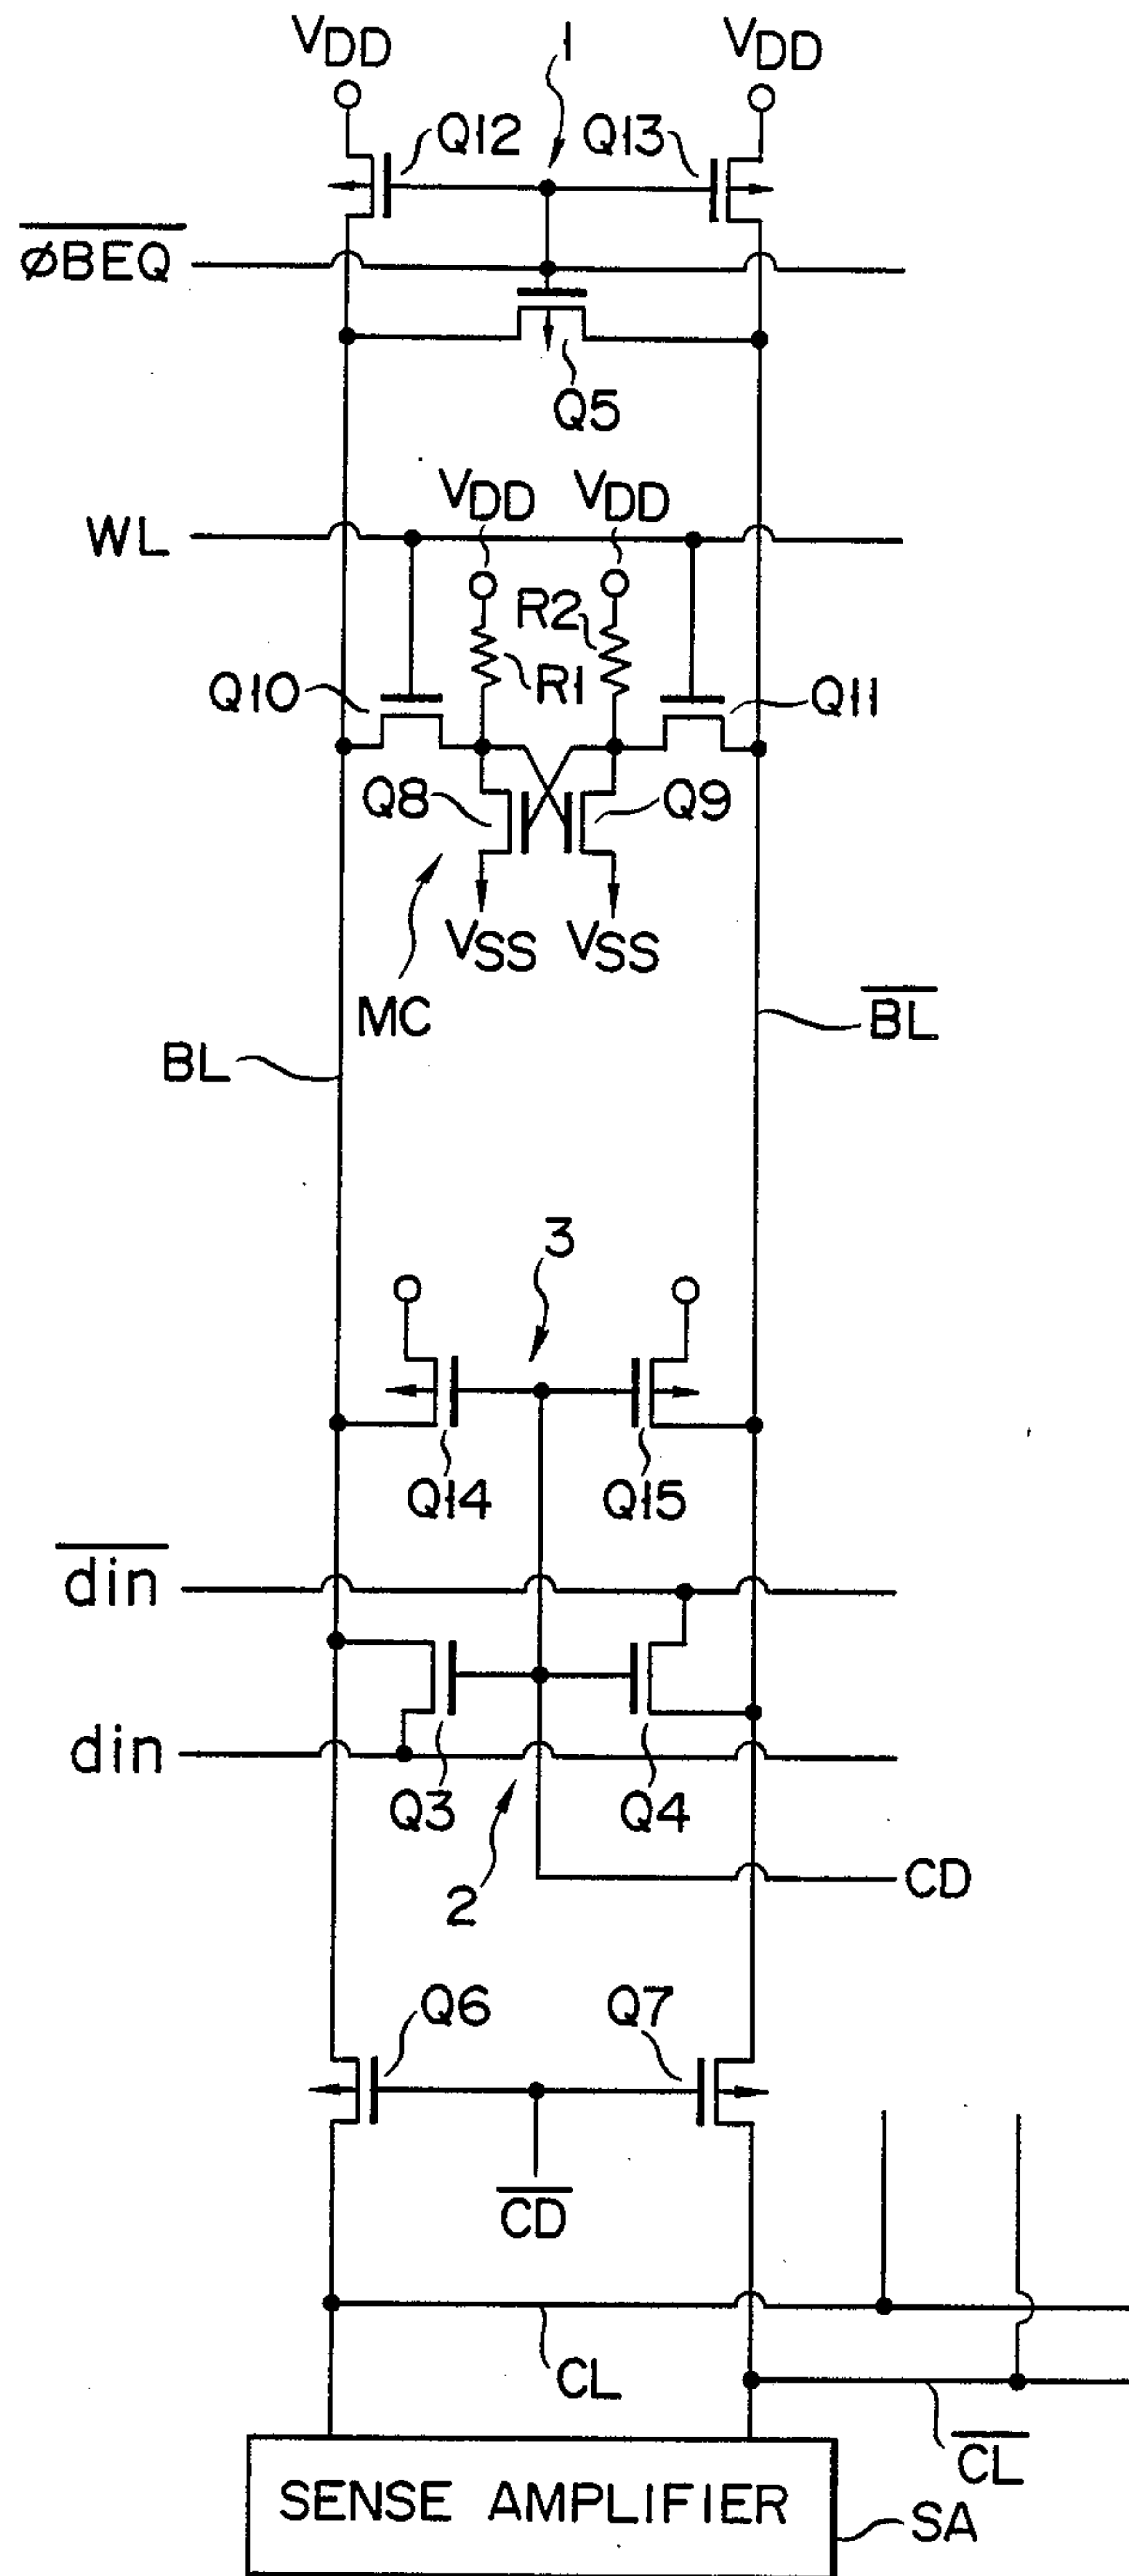 VDD
1
VDD
Q12
Q13
φBEQ
Q5
VDD
VDD
WL
R2
R1
Q10
Q11
Q8
Q9
VSS
VSS
MC
BL
BL
3
Q14
Q15
din
din
Q3
Q4
2
CD
Q6
Q7
CD
CL
CL
SENSE AMPLIFIER
SA